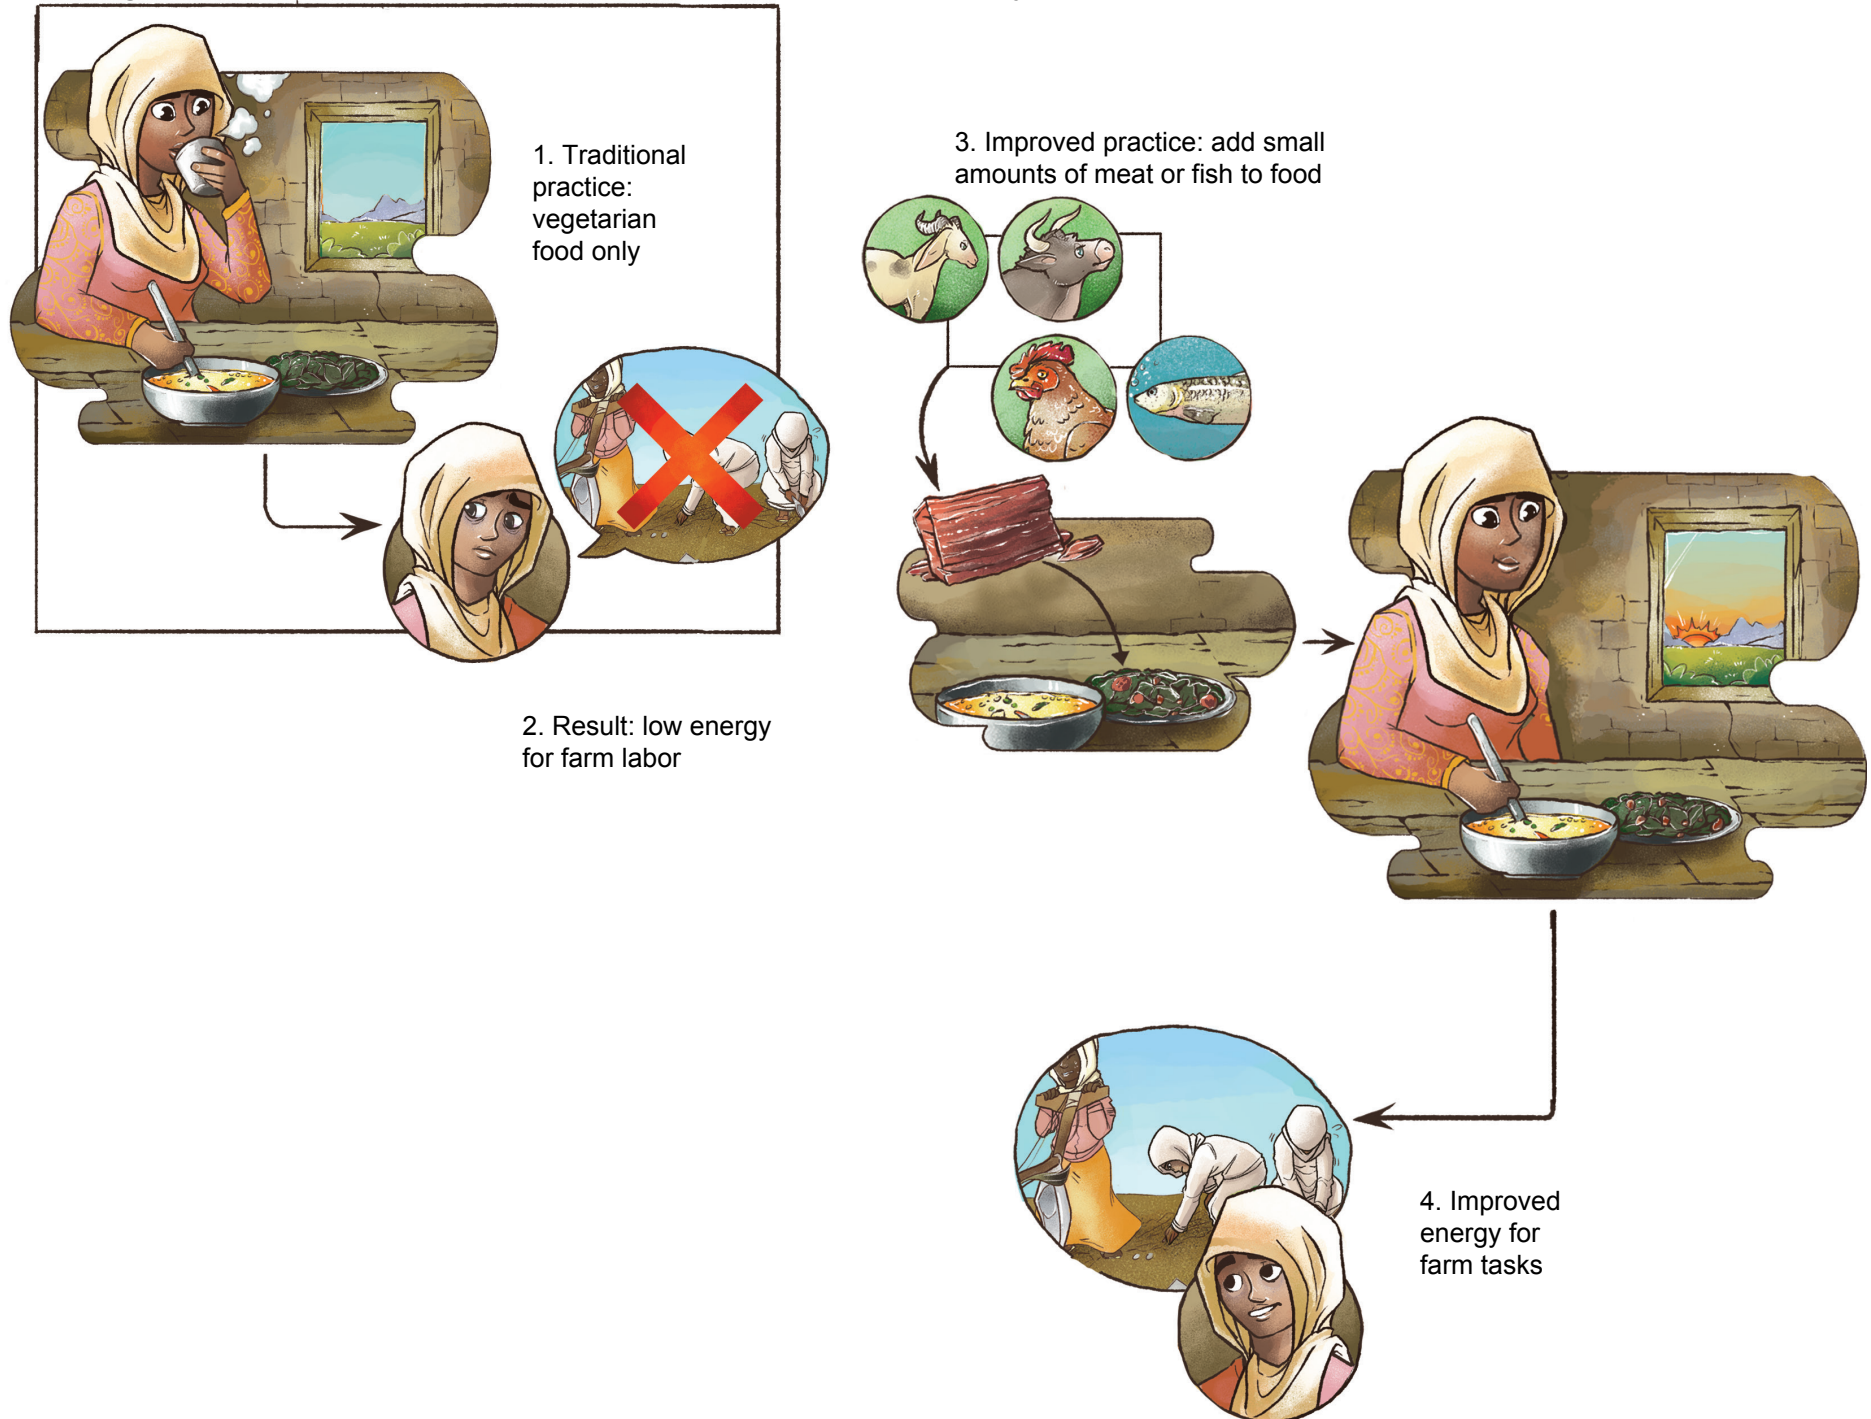 1. Traditional
practice:
vegetarian
food only
2. Result: low energy
for farm labor
3. Improved practice: add small
amounts of meat or fish to food
4. Improved
energy for
farm tasks